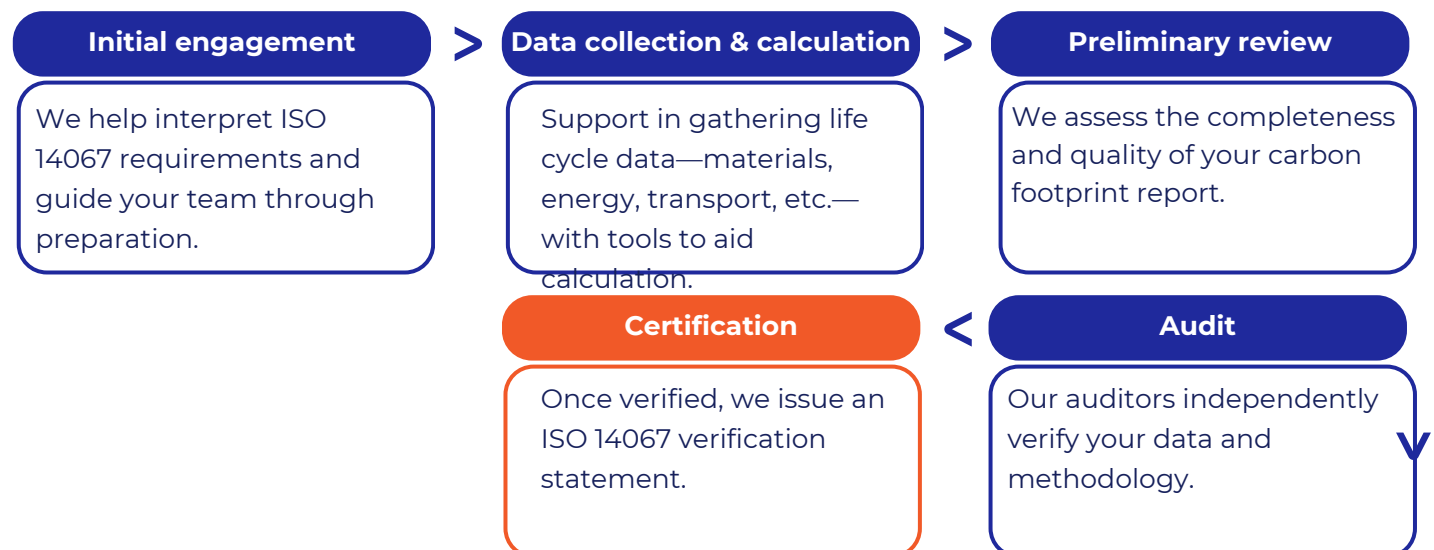 Initial engagement
>
Data collection & calculation
>
Preliminary review
We help interpret ISO
14067 requirements and
guide your team through
preparation.
Support in gathering life
cycle data—materials,
energy, transport, etc.—
with tools to aid
calculation.
We assess the completeness
and quality of your carbon
footprint report.
Audit
Our auditors independently
verify your data and
methodology.
<
Certification
Once verified, we issue an
ISO 14067 verification
statement.